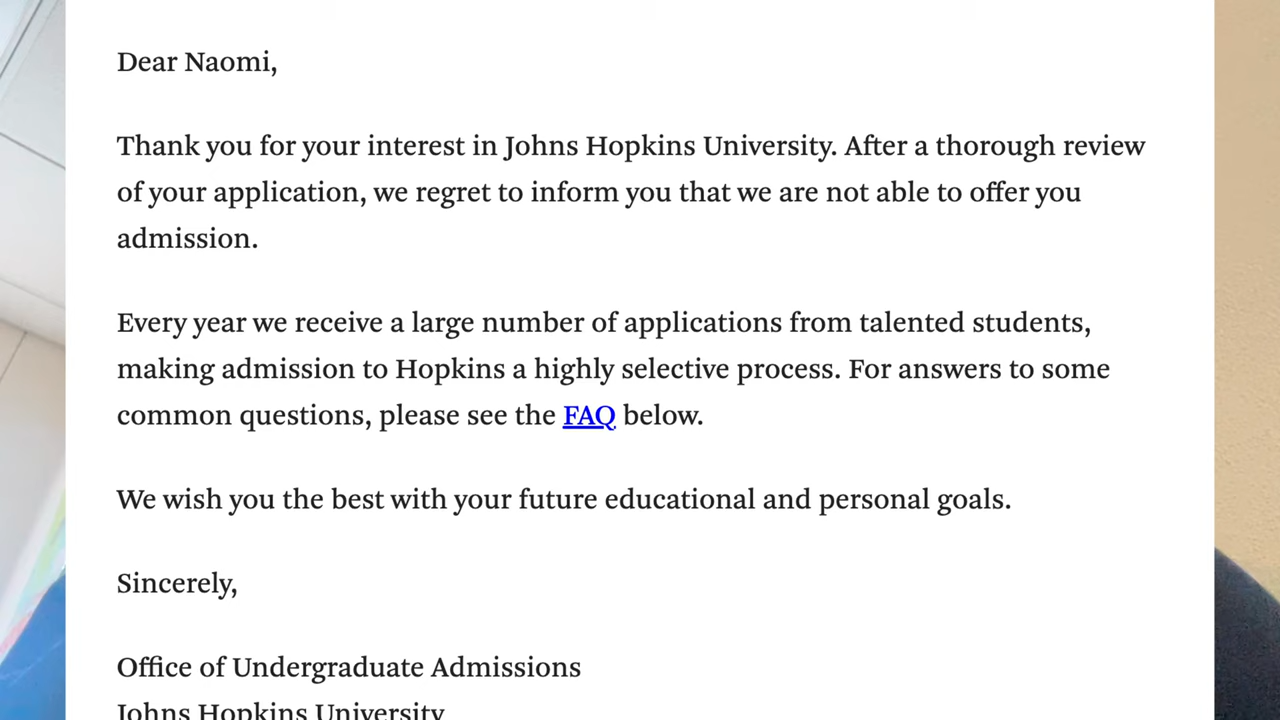 Dear Naomi,
Thank you for your interest in Johns Hopkins University. After a thorough review
of your application, we regret to inform you that we are not able to offer you
admission.
Every year we receive a large number of applications from talented students,
making admission to Hopkins a highly selective process. For answers to some
common questions, please see the FAQ below.
We wish you the best with your future educational and personal goals.
Sincerely,
Office of Undergraduate Admissions
Johns Hopkins University